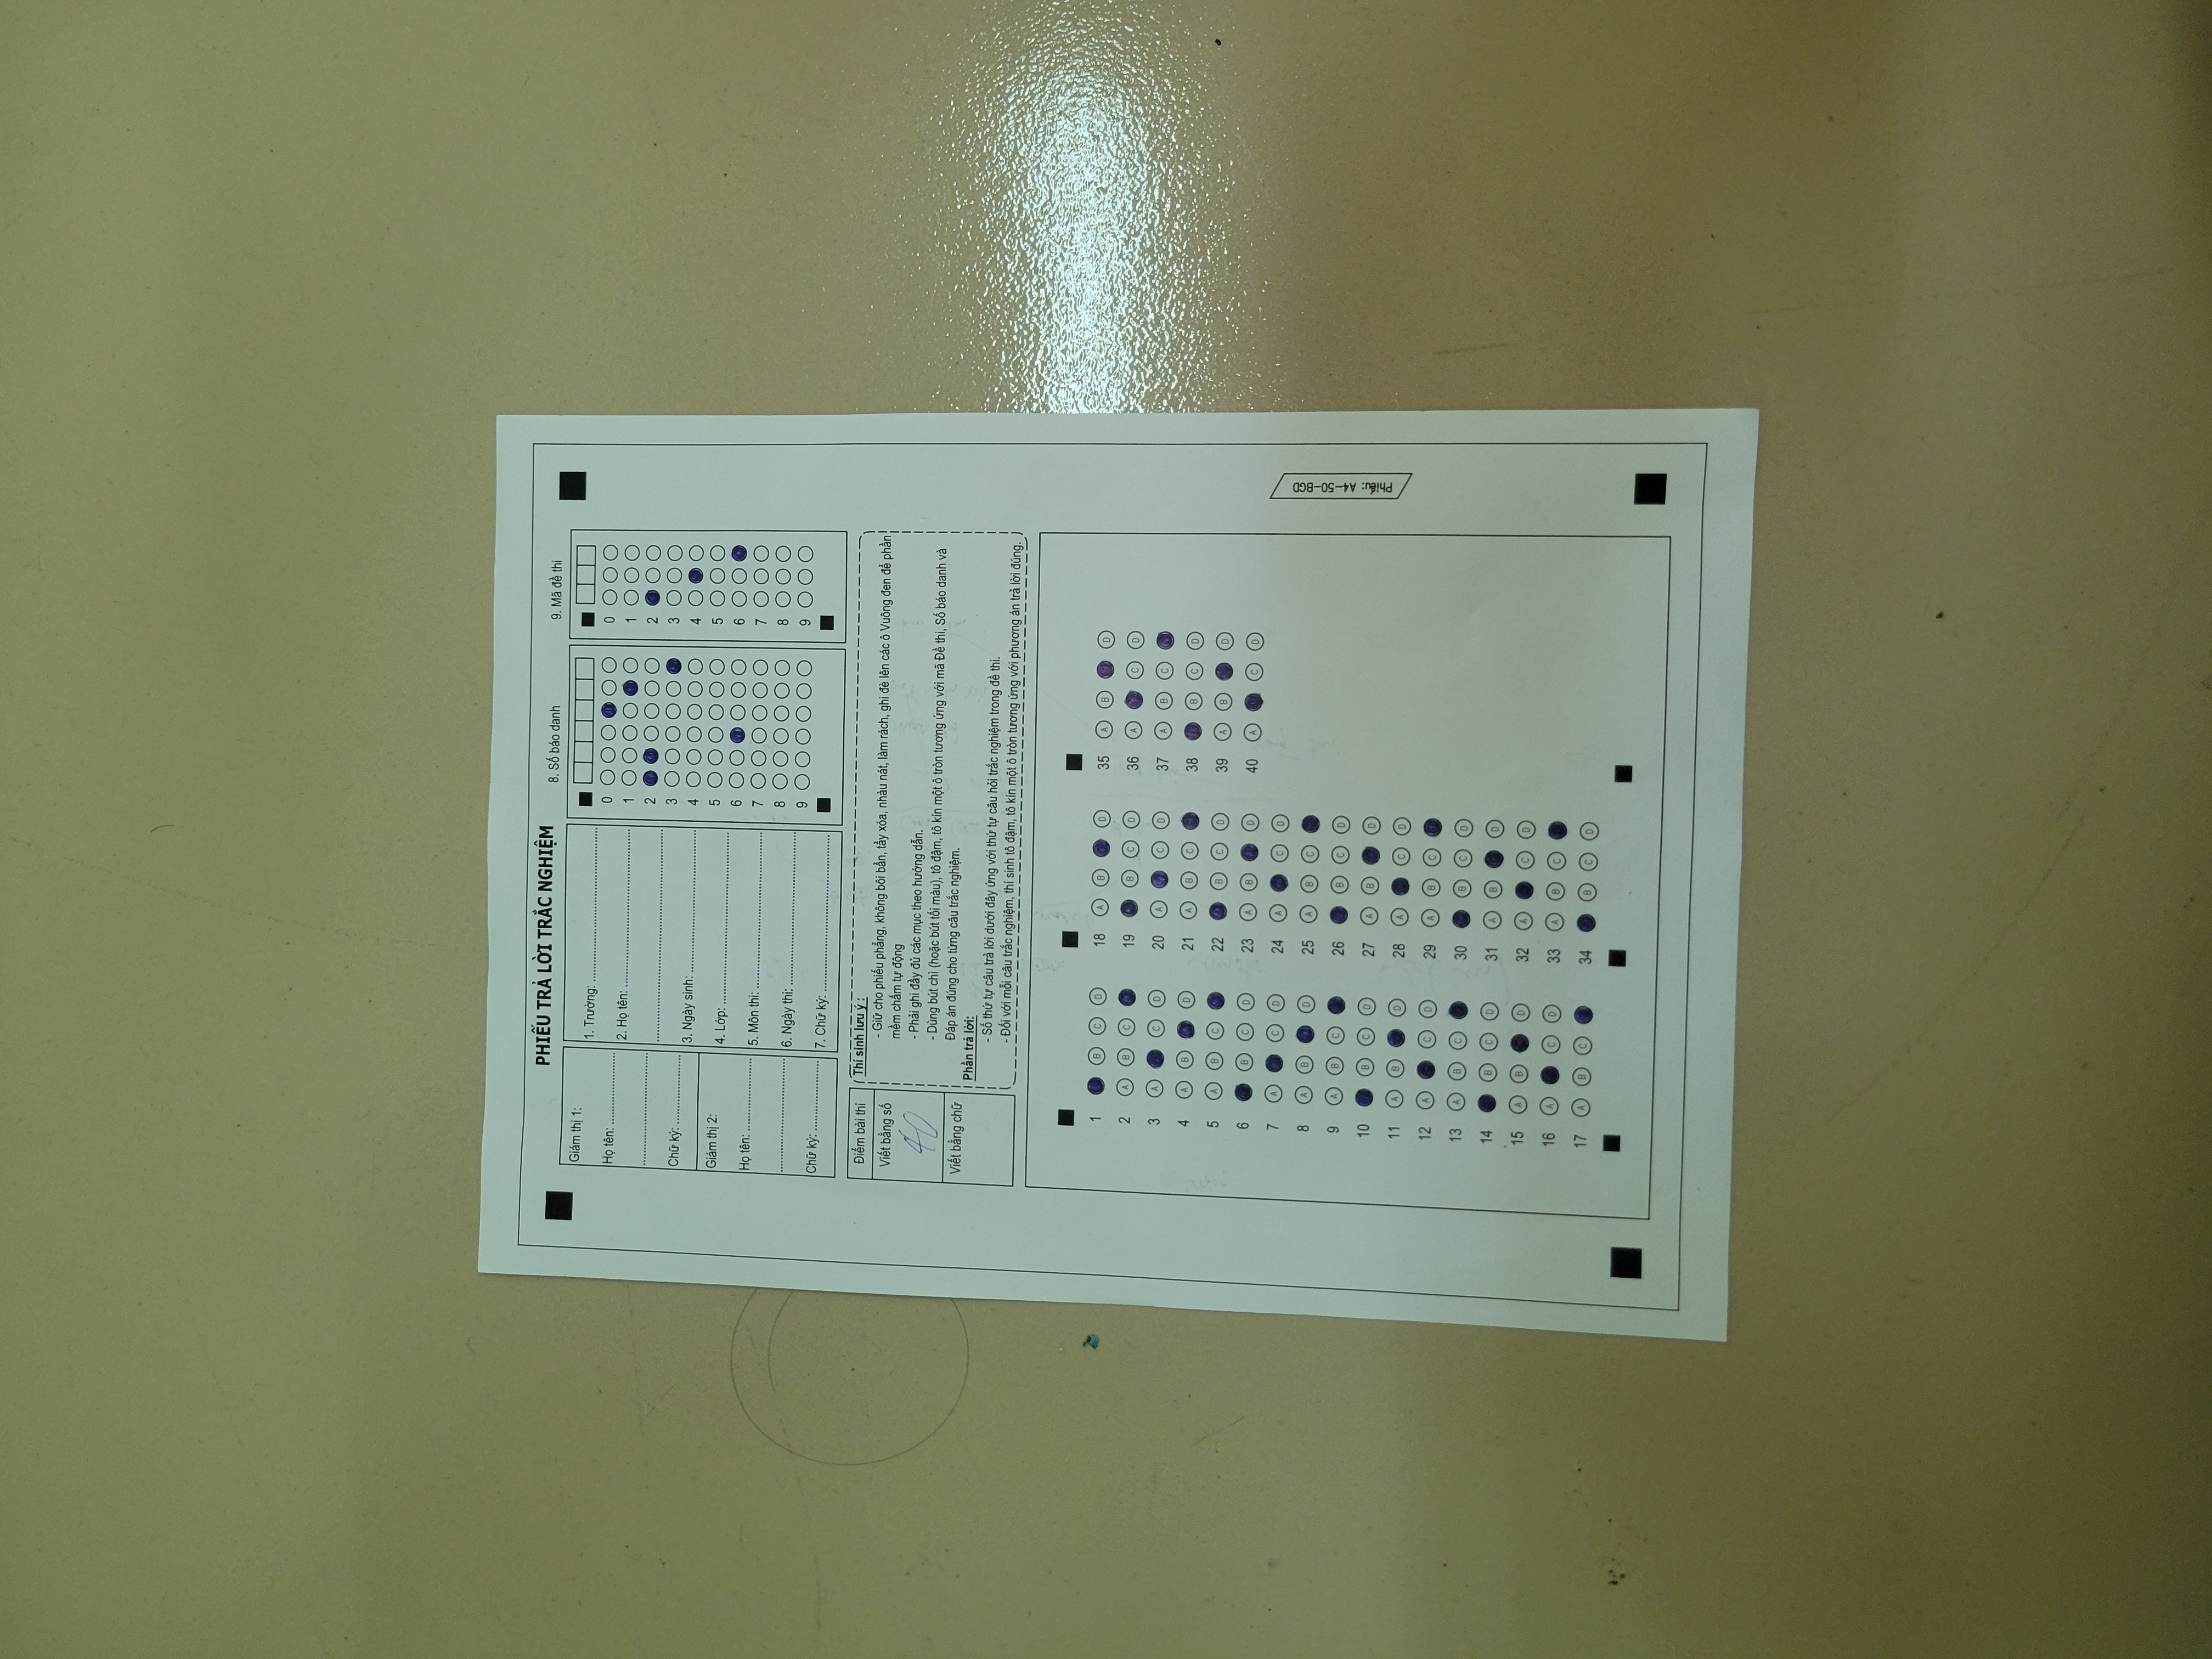 PHIẾU TRẢ LỜI TRẮC NGHIỆM
Giám thị 1:
Họ tên: ....................
................................
Chữ ký: ....................
Giám thị 2:
Họ tên: ....................
................................
Chữ ký: ....................
1. Trường: ............................................
2. Họ tên: ............................................
............................................................
3. Ngày sinh: ........................................
4. Lớp: ................................................
5. Môn thi: ............................................
6. Ngày thi: ..........................................
7. Chữ ký: ............................................
8. Số báo danh
0
1
2
3
4
5
6
7
8
9
9. Mã đề thi
0
1
2
3
4
5
6
7
8
9
Điểm bài thi
Viết bằng số
40
Viết bằng chữ
Thí sinh lưu ý :
- Giữ cho phiếu phẳng, không bôi bẩn, tẩy xóa, nhàu nát, làm rách, ghi đè lên các ô Vuông đen để phần
mềm chấm tự động
- Phải ghi đầy đủ các mục theo hướng dẫn.
- Dùng bút chì (hoặc bút tối màu), tô đậm, tô kín một ô tròn tương ứng với mã Đề thi, Số báo danh và
Đáp án đúng cho từng câu trắc nghiệm.
Phần trả lời:
- Số thứ tự câu trả lời dưới đây ứng với thứ tự câu hỏi trắc nghiệm trong đề thi.
- Đối với mỗi câu trắc nghiệm, thí sinh tô đậm, tô kín một ô tròn tương ứng với phương án trả lời đúng.
1 B C D
2 A B C
3 A C D
4 A B D
5 A B C
6 B C D
7 A C D
8 A B D
9 A B C
10 B C D
11 A B D
12 A C D
13 A B C
14 B C D
15 A B D
16 A C D
17 A B C
18 A B D
19 B C D
20 A C D
21 A B C
22 B C D
23 A B D
24 A C D
25 A B C
26 B C D
27 A B D
28 A C D
29 A B C
30 B C D
31 A B D
32 A C D
33 A B C
34 B C D
35 A B D
36 A C D
37 A B C
38 B C D
39 A B D
40 A C D
Phiếu: A4-50-BGD